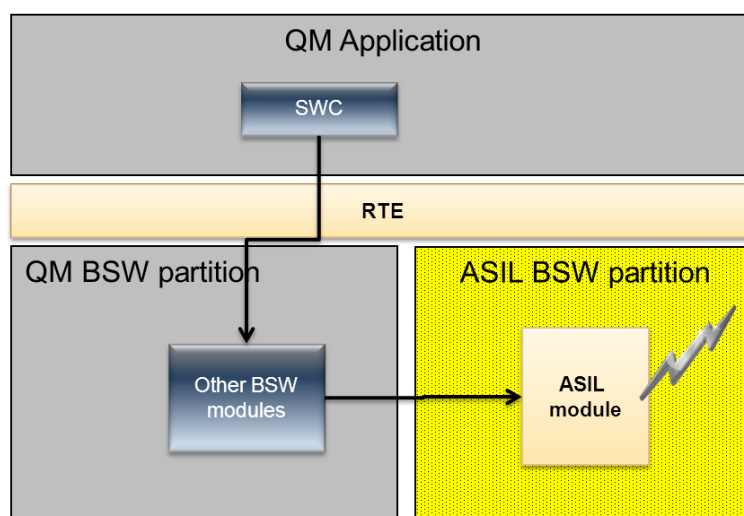 QM Application
SWC
RTE
QM BSW partition
ASIL BSW partition
Other BSW
modules
ASIL
module